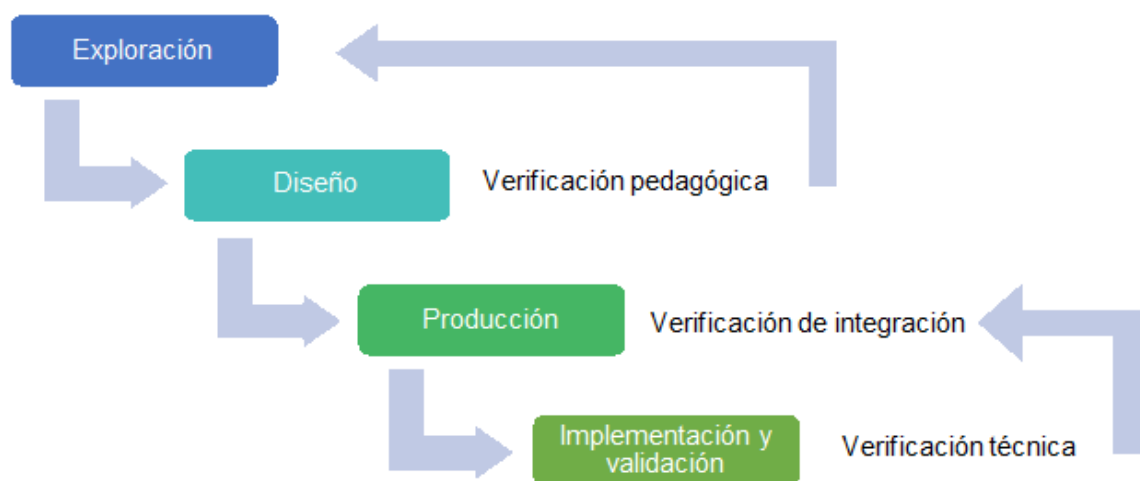 Exploración
Diseño
Verificación pedagógica
Producción
Verificación de integración
Implementación y
validación
Verificación técnica